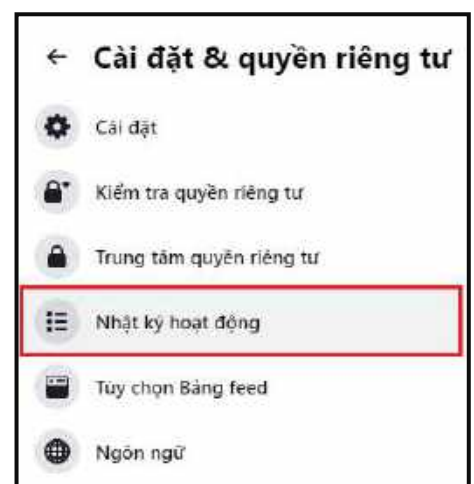 Cài đặt & quyền riêng tư
Cài đặt
Kiểm tra quyền riêng tư
Trung tâm quyền riêng tư
Nhật ký hoạt động
Tùy chọn Bảng feed
Ngôn ngữ